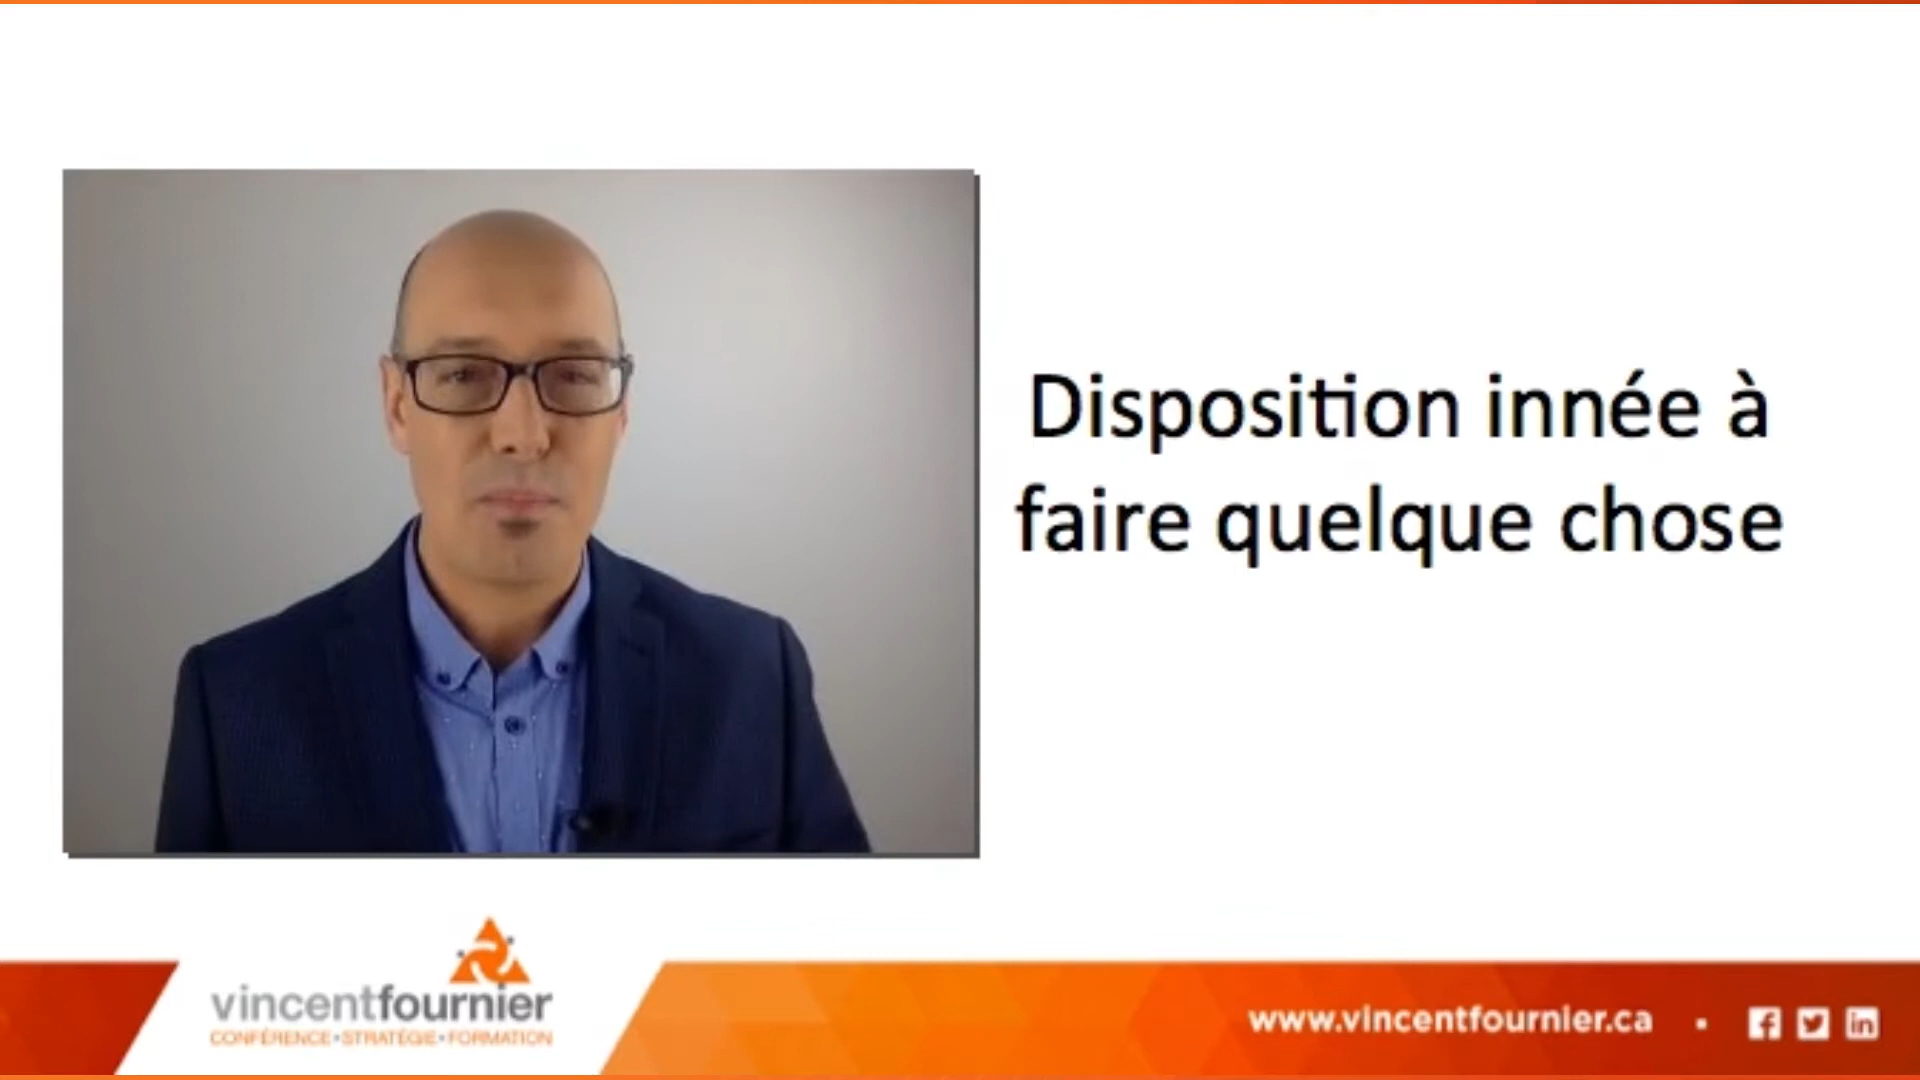 Disposition innée à
faire quelque chose
vincentfournier
CONFÉRENCE•STRATÉGIE•FORMATION
www.vincentfournier.ca